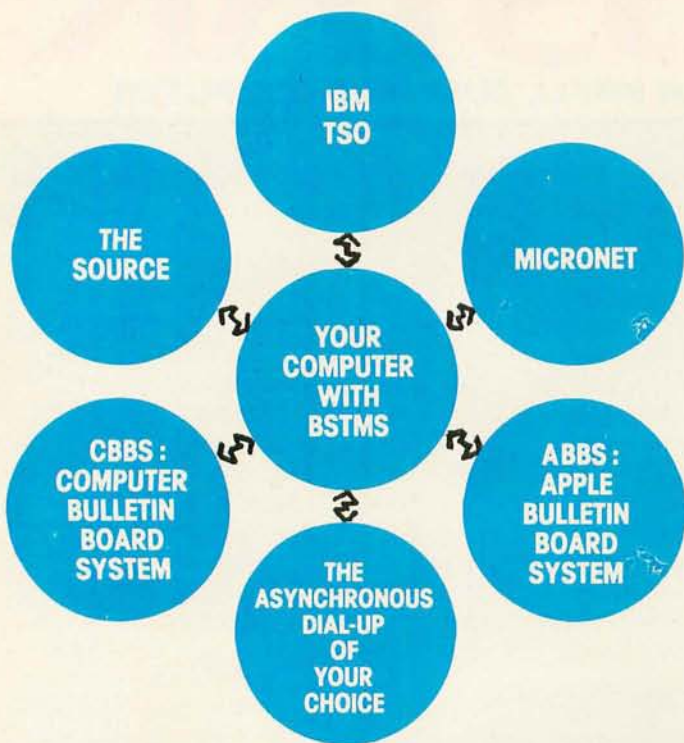 IBM
TSO
THE
SOURCE
MICRONET
YOUR
COMPUTER
WITH
BSTMS
CBBS :
COMPUTER
BULLETIN
BOARD
SYSTEM
ABBS :
APPLE
BULLETIN
BOARD
SYSTEM
THE
ASYNCHRONOUS
DIAL-UP
OF
YOUR
CHOICE